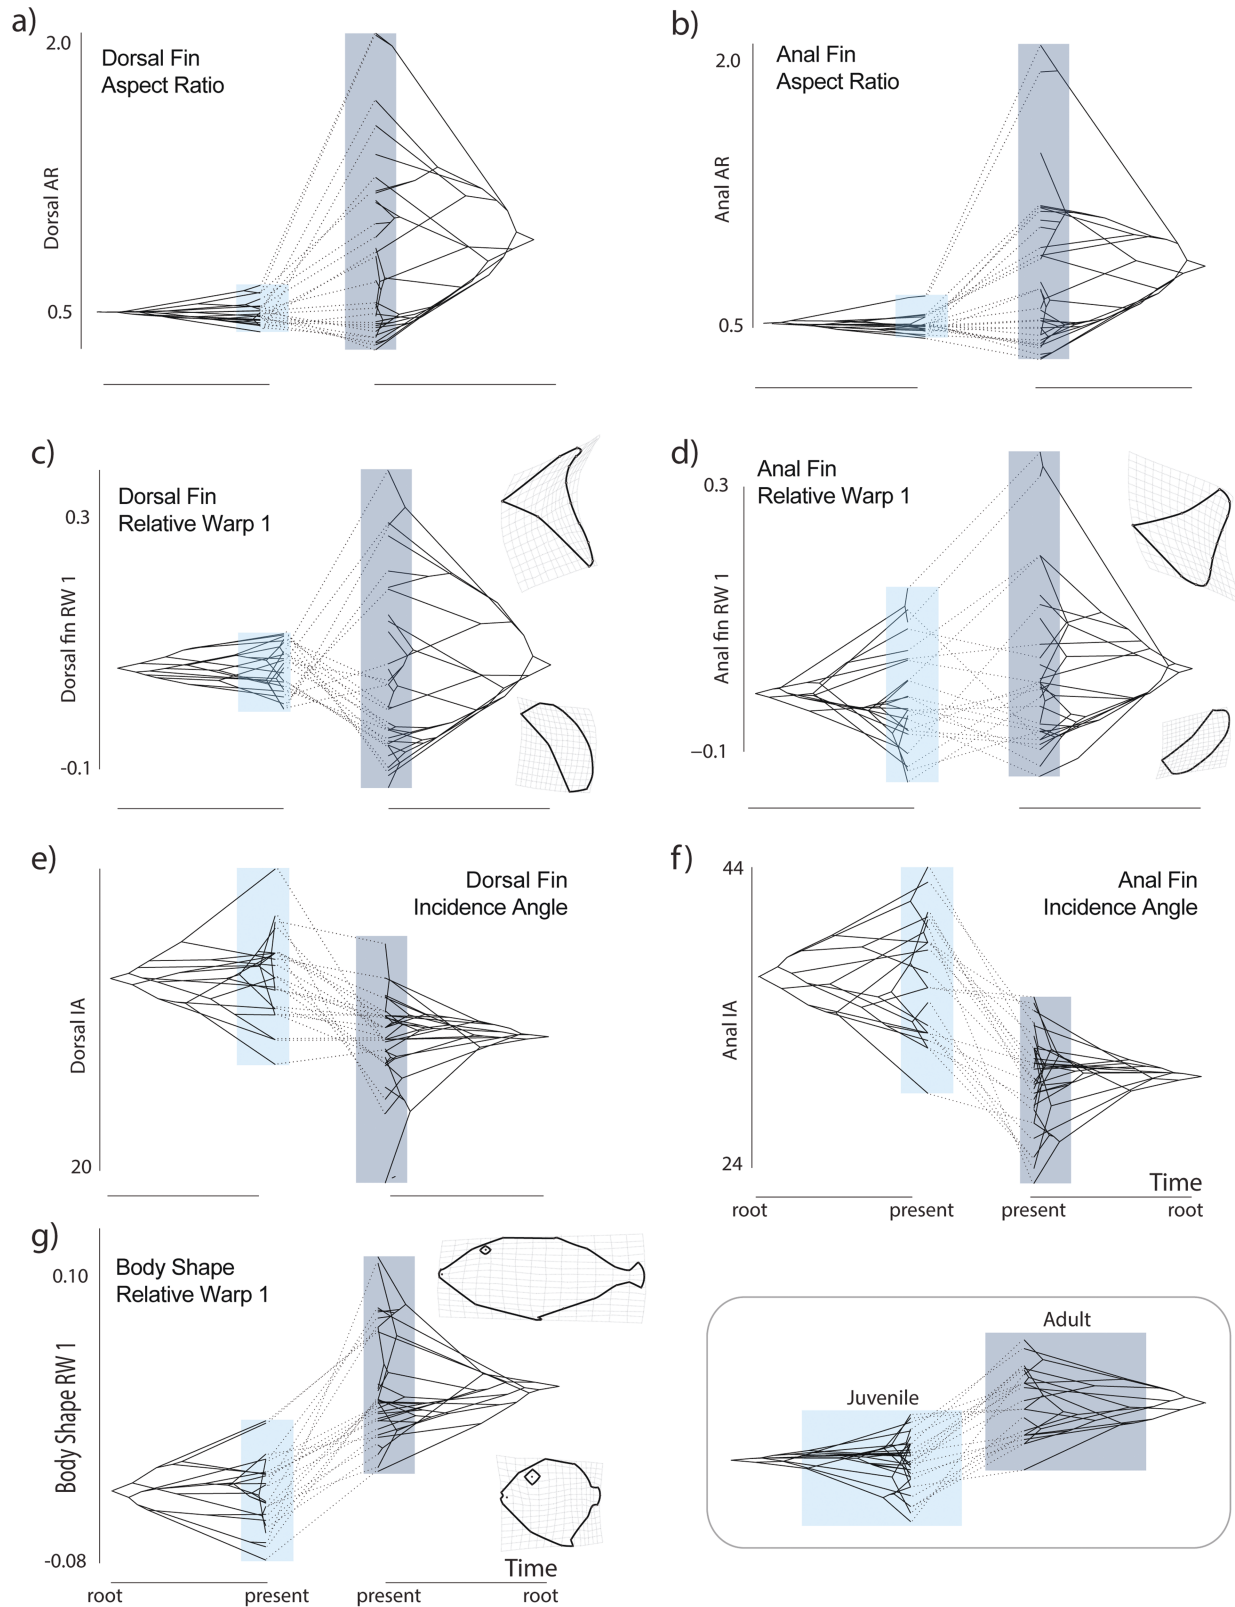 a)
2.0
Dorsal Fin
Aspect Ratio
Dorsal AR
0.5
b)
2.0
Anal Fin
Aspect Ratio
Anal AR
0.5
c)
Dorsal Fin
Relative Warp 1
0.3
Dorsal fin RW 1
-0.1
d)
Anal Fin
Relative Warp 1
0.3
Anal fin RW 1
−0.1
e)
Dorsal Fin
Incidence Angle
Dorsal IA
20
f)
44
Anal Fin
Incidence Angle
Anal IA
24
Time
root present present root
g)
Body Shape
Relative Warp 1
0.10
Body Shape RW 1
-0.08
Time
root present present root
Adult
Juvenile